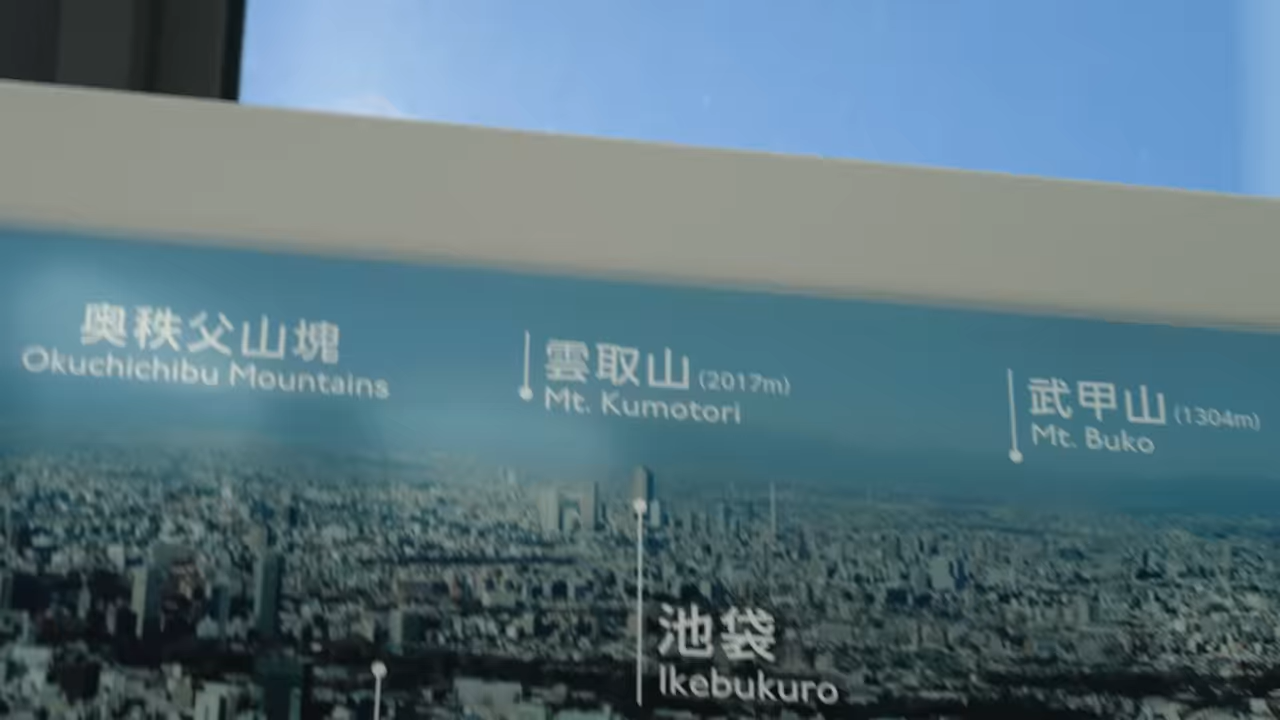 奥秩父山塊
Okuchichibu Mountains
雲取山 (2017m)
Mt. Kumotori
武甲山 (1304m)
Mt. Buko
池袋
Ikebukuro